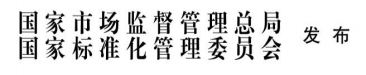 国家市场监督管理总局
国家标准化管理委员会
发布